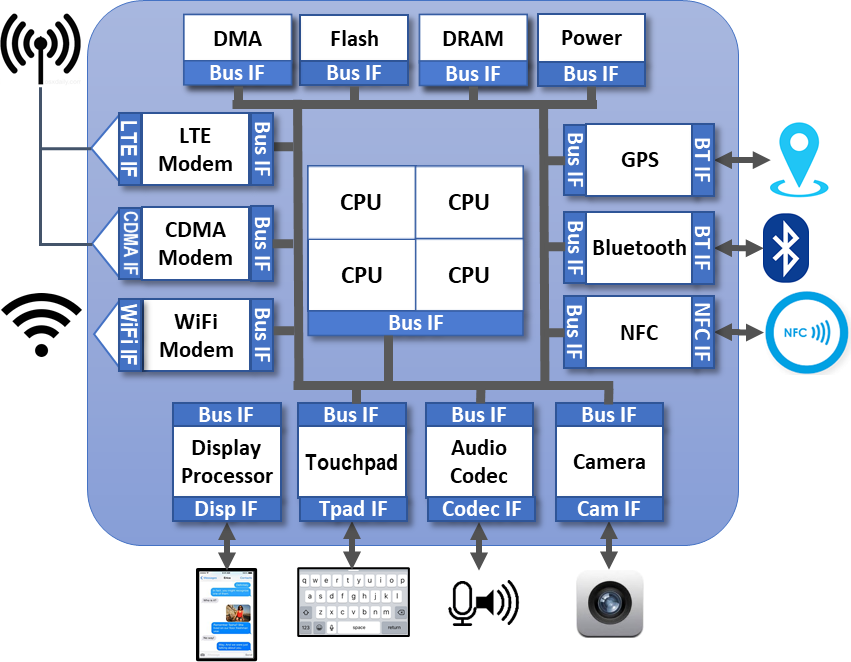 DMA
Bus IF
Flash
Bus IF
DRAM
Bus IF
Power
Bus IF
LTE IF
LTE
Modem
Bus IF
CDMA IF
CDMA
Modem
Bus IF
WiFi IF
WiFi
Modem
Bus IF
CPU
CPU
CPU
CPU
Bus IF
Bus IF
GPS
BT IF
Bus IF
Bluetooth
BT IF
Bus IF
NFC
NFC IF
NFC
Bus IF
Display
Processor
Disp IF
Bus IF
Touchpad
Tpad IF
Bus IF
Audio
Codec
Codec IF
Bus IF
Camera
Cam IF
q w e r t y u i o p
a s d f g h j k l
z x c v b n m
123
space
return